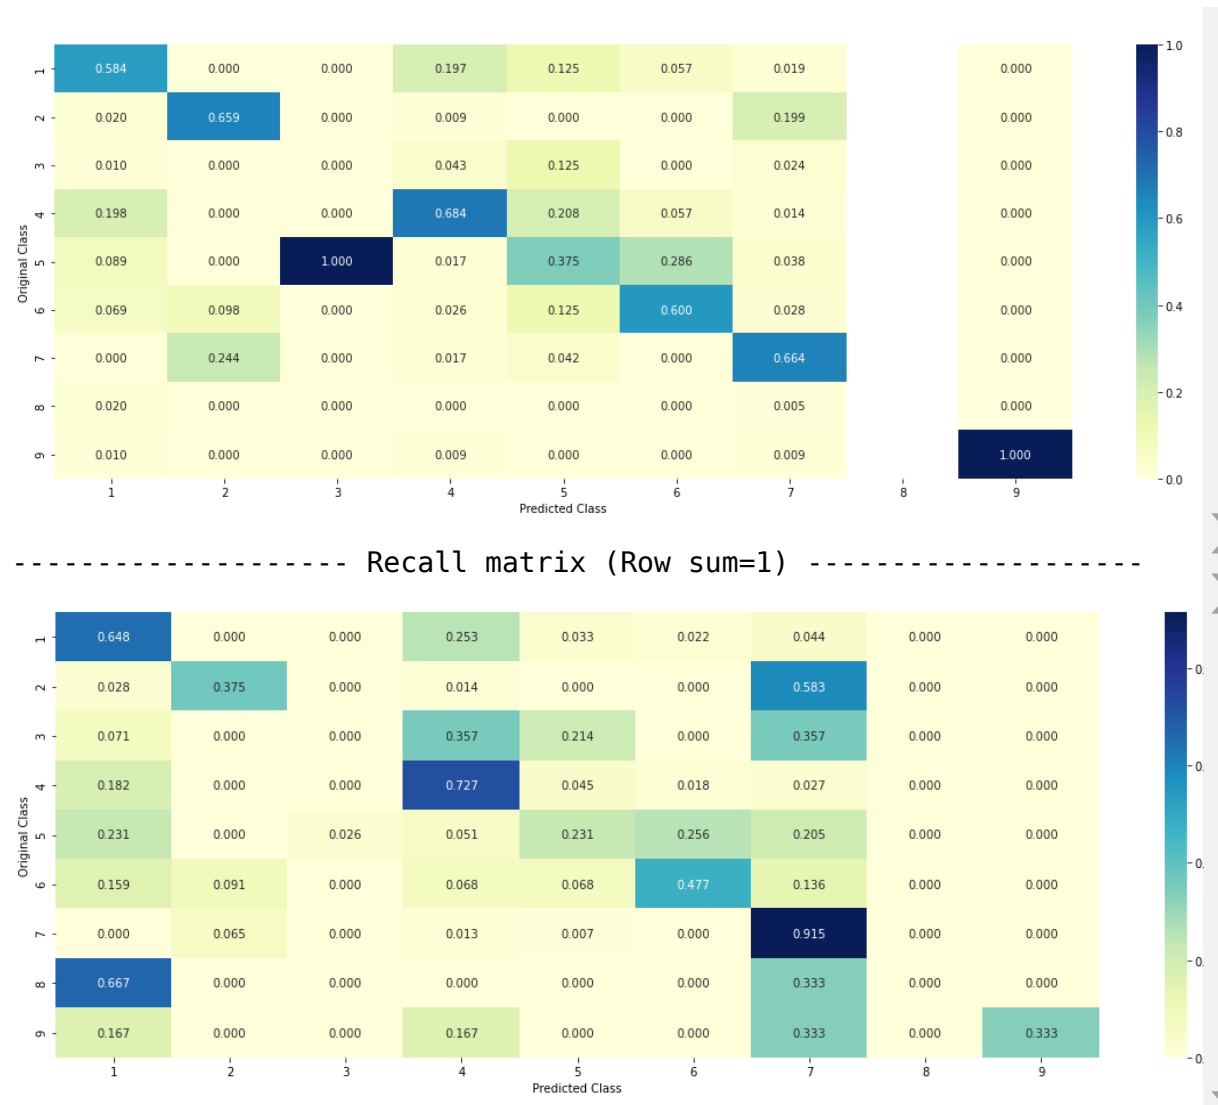 1 0.584 0.000 0.000 0.197 0.125 0.057 0.019 0.000
2 0.020 0.659 0.000 0.009 0.000 0.000 0.199 0.000
3 0.010 0.000 0.000 0.043 0.125 0.000 0.024 0.000
4 0.198 0.000 0.000 0.684 0.208 0.057 0.014 0.000
5 0.089 0.000 1.000 0.017 0.375 0.286 0.038 0.000
6 0.069 0.098 0.000 0.026 0.125 0.600 0.028 0.000
7 0.000 0.244 0.000 0.017 0.042 0.000 0.664 0.000
8 0.020 0.000 0.000 0.000 0.000 0.000 0.005 0.000
9 0.010 0.000 0.000 0.009 0.000 0.000 0.009 1.000
Original Class
1 2 3 4 5 6 7 8 9
Predicted Class
1.0
0.8
0.6
0.4
0.2
0.0
-------------------- Recall matrix (Row sum=1) --------------------
1 0.648 0.000 0.000 0.253 0.033 0.022 0.044 0.000 0.000
2 0.028 0.375 0.000 0.014 0.000 0.000 0.583 0.000 0.000
3 0.071 0.000 0.000 0.357 0.214 0.000 0.357 0.000 0.000
4 0.182 0.000 0.000 0.727 0.045 0.018 0.027 0.000 0.000
5 0.231 0.000 0.026 0.051 0.231 0.256 0.205 0.000 0.000
6 0.159 0.091 0.000 0.068 0.068 0.477 0.136 0.000 0.000
7 0.000 0.065 0.000 0.013 0.007 0.000 0.915 0.000 0.000
8 0.667 0.000 0.000 0.000 0.000 0.000 0.333 0.000 0.000
9 0.167 0.000 0.000 0.167 0.000 0.000 0.333 0.000 0.333
Original Class
1 2 3 4 5 6 7 8 9
Predicted Class